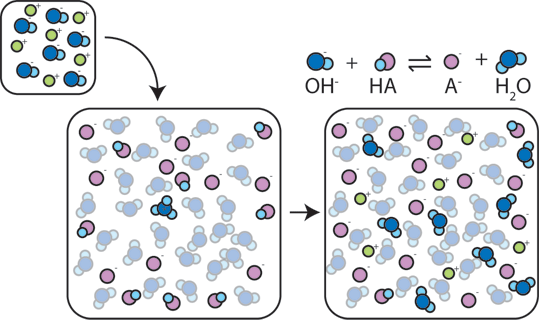 OH⁻ + HA ⇌ A⁻ + H₂O